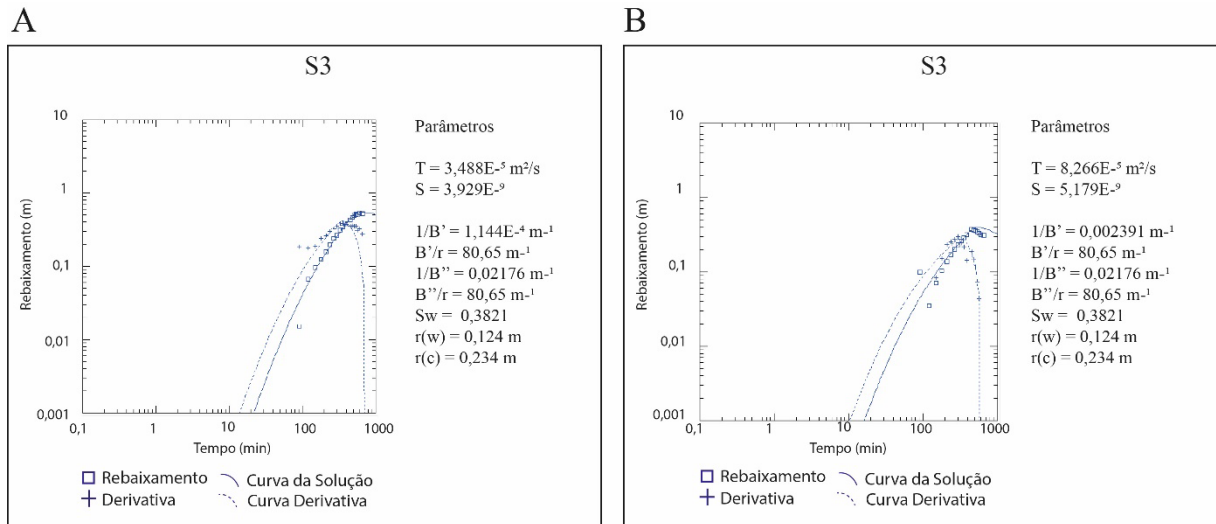 A
S3
10
1
0,1
0,01
0,001
0,1
1
10
100
1000
Rebaixamento (m)
Tempo (min)
Parâmetros
T = 3,488E-⁵ m²/s
S = 3,929E-⁹
1/B’ = 1,144E-⁴ m-¹
B’/r = 80,65 m-¹
1/B’’ = 0,02176 m-¹
B’’/r = 80,65 m-¹
Sw = 0,3821
r(w) = 0,124 m
r(c) = 0,234 m
Rebaixamento
Curva da Solução
Derivativa
Curva Derivativa
B
S3
10
1
0,1
0,01
0,001
0,1
1
10
100
1000
Rebaixamento (m)
Tempo (min)
Parâmetros
T = 8,266E-⁵ m²/s
S = 5,179E-⁹
1/B’ = 0,002391 m-¹
B’/r = 80,65 m-¹
1/B’’ = 0,02176 m-¹
B’’/r = 80,65 m-¹
Sw = 0,3821
r(w) = 0,124 m
r(c) = 0,234 m
Rebaixamento
Curva da Solução
Derivativa
Curva Derivativa